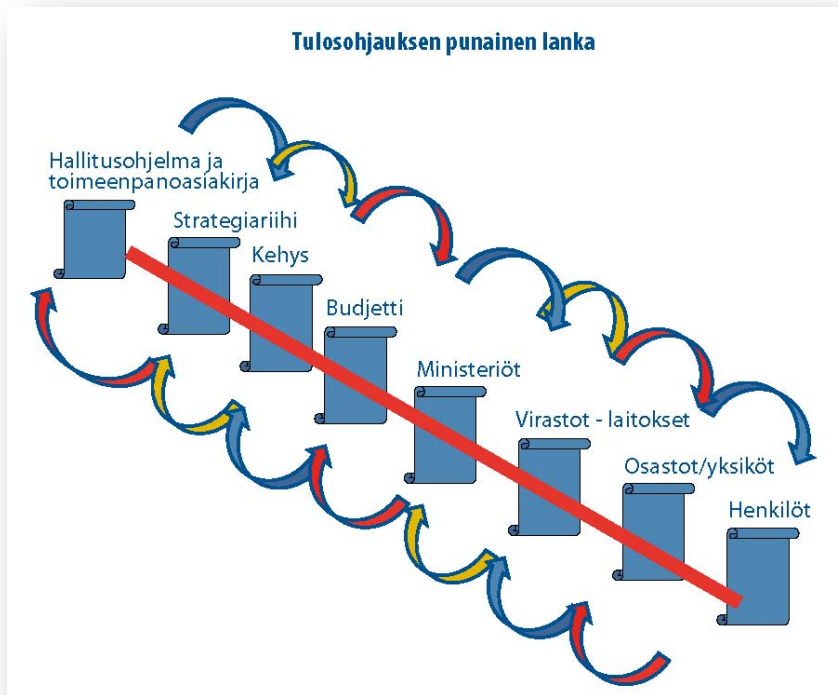 Tulosohjauksen punainen lanka
Hallitusohjelma ja
toimeenpanoasiakirja
Strategiariihi
Kehys
Budjetti
Ministeriöt
Virastot - laitokset
Osastot/yksiköt
Henkilöt